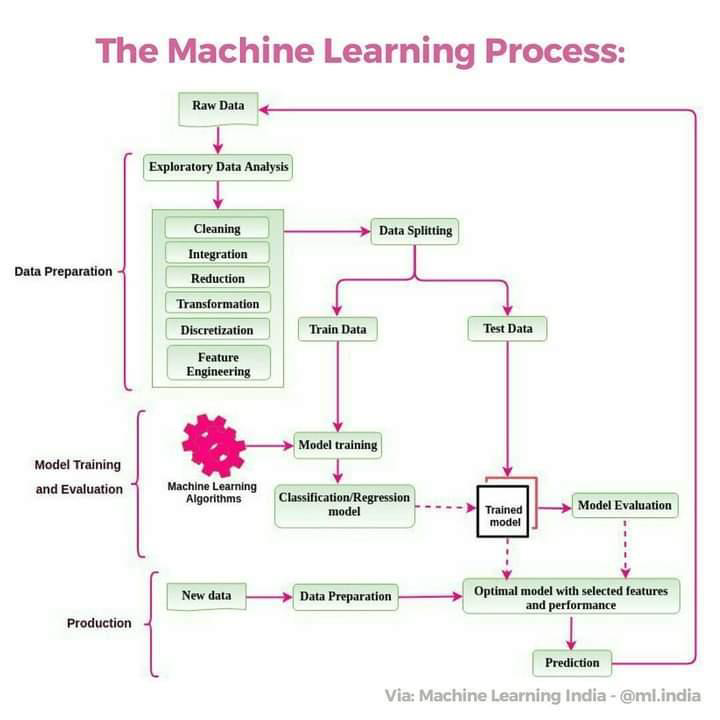 The Machine Learning Process:
Raw Data
Exploratory Data Analysis
Cleaning
Data Splitting
Integration
Data Preparation
Reduction
Transformation
Discretization
Train Data
Test Data
Feature
Engineering
Model training
Model Training
and Evaluation
Machine Learning
Algorithms
Classification/Regression
model
Trained
model
Model Evaluation
New data
Data Preparation
Optimal model with selected features
and performance
Production
Prediction
Via: Machine Learning India - @ml.india